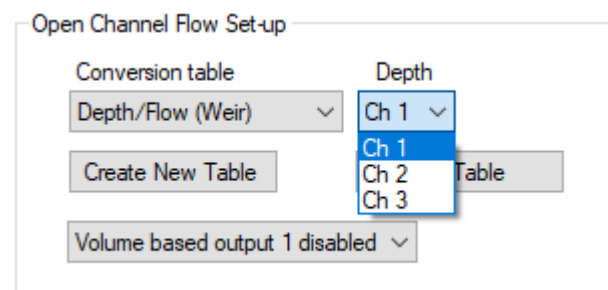 Open Channel Flow Set-up
Conversion table Depth
Depth/Flow (Weir) Ch 1
Ch 1
Create New Table Table
Ch 2
Ch 3
Volume based output 1 disabled